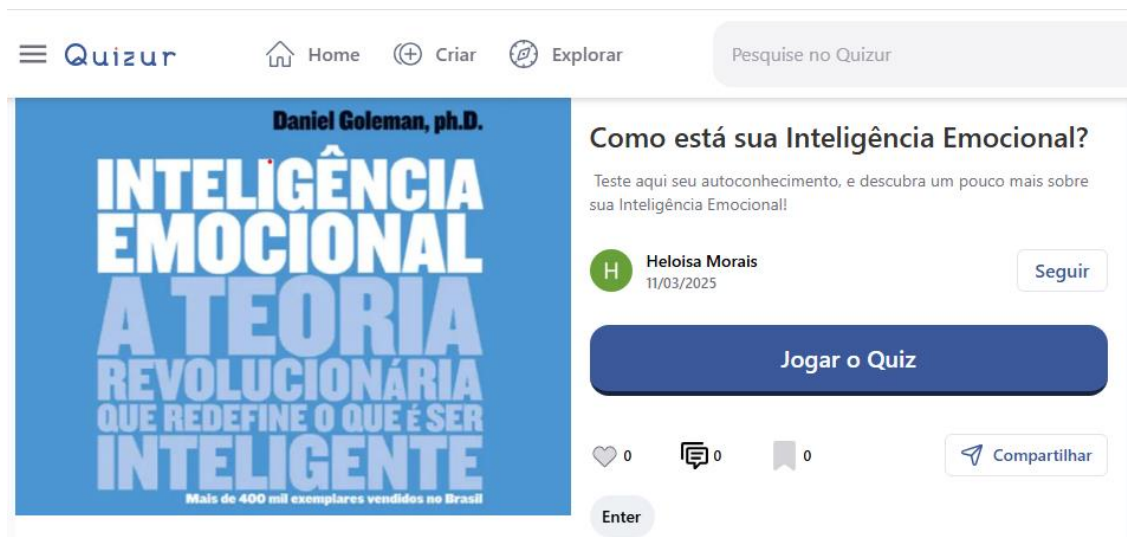 Quizur Home Criar Explorar Pesquise no Quizur
Daniel Goleman, ph.D.
INTELIGÊNCIA
EMOCIONAL
A TEORIA
REVOLUCIONÁRIA
QUE REDEFINE O QUE É SER
INTELIGENTE
Mais de 400 mil exemplares vendidos no Brasil
Como está sua Inteligência Emocional?
Teste aqui seu autoconhecimento, e descubra um pouco mais sobre
sua Inteligência Emocional!
H
Heloisa Morais
11/03/2025
Seguir
Jogar o Quiz
0 0 0 Compartilhar
Enter